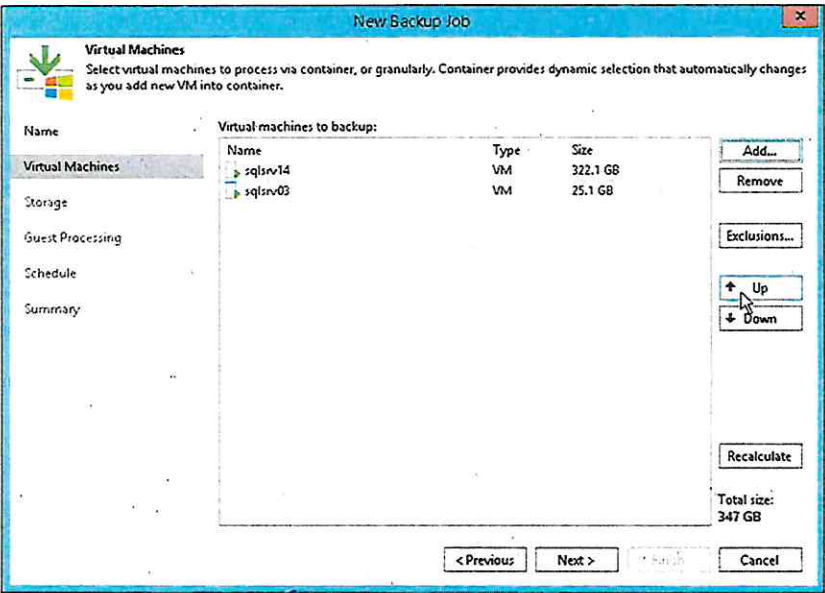 New Backup Job
Virtual Machines
Select virtual machines to process via container, or granularly. Container provides dynamic selection that automatically changes
as you add new VM into container.
Name
Virtual Machines
Storage
Guest Processing
Schedule
Summary
Virtual machines to backup:
Name Type Size
sqlsrv14 VM 322.1 GB
sqlsrv03 VM 25.1 GB
Add...
Remove
Exclusions...
Up
Down
Recalculate
Total size:
347 GB
< Previous Next > Finish Cancel